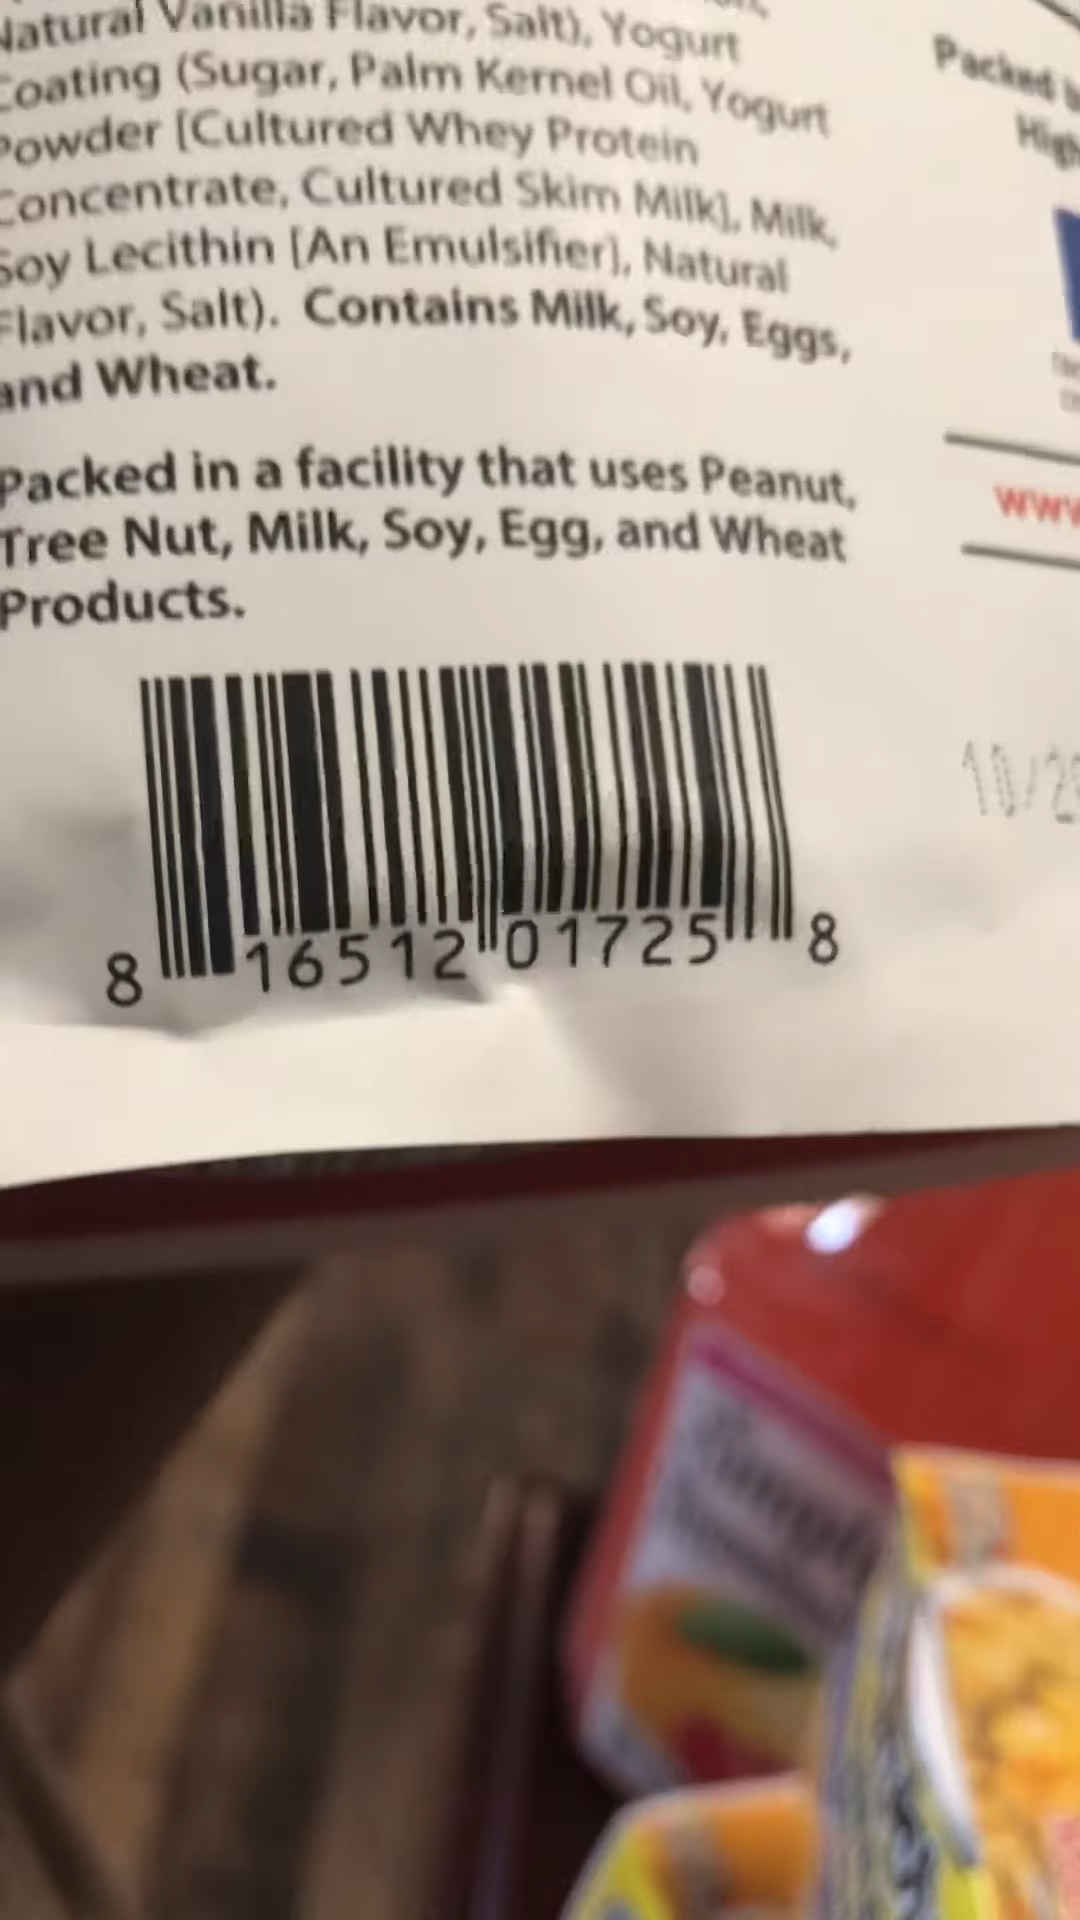 Natural Vanilla Flavor, Salt), Yogurt
Coating (Sugar, Palm Kernel Oil, Yogurt
Powder [Cultured Whey Protein
Concentrate, Cultured Skim Milk], Milk,
Soy Lecithin [An Emulsifier], Natural
Flavor, Salt). Contains Milk, Soy, Eggs,
and Wheat.
Packed in a facility that uses Peanut,
Tree Nut, Milk, Soy, Egg, and Wheat
Products.
8 16512 01725 8
Packed
www
10/2